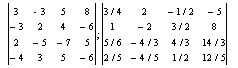 | 3 - 3 5 8 | | 3/4 2 - 1/2 - 5 |
| - 3 2 4 - 6 | ; | 1 - 2 3/2 8 |
| 2 - 5 - 7 5 | | 5/6 - 4/3 4/3 14/3 |
| - 4 3 5 - 6 | | 2/5 - 4/5 1/2 12/5 |